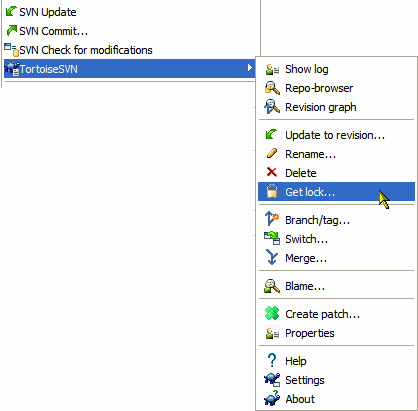 SVN Update
SVN Commit...
SVN Check for modifications
TortoiseSVN
Show log
Repo-browser
Revision graph
Update to revision...
Rename...
Delete
Get lock...
Branch/tag...
Switch...
Merge...
Blame...
Create patch...
Properties
Help
Settings
About